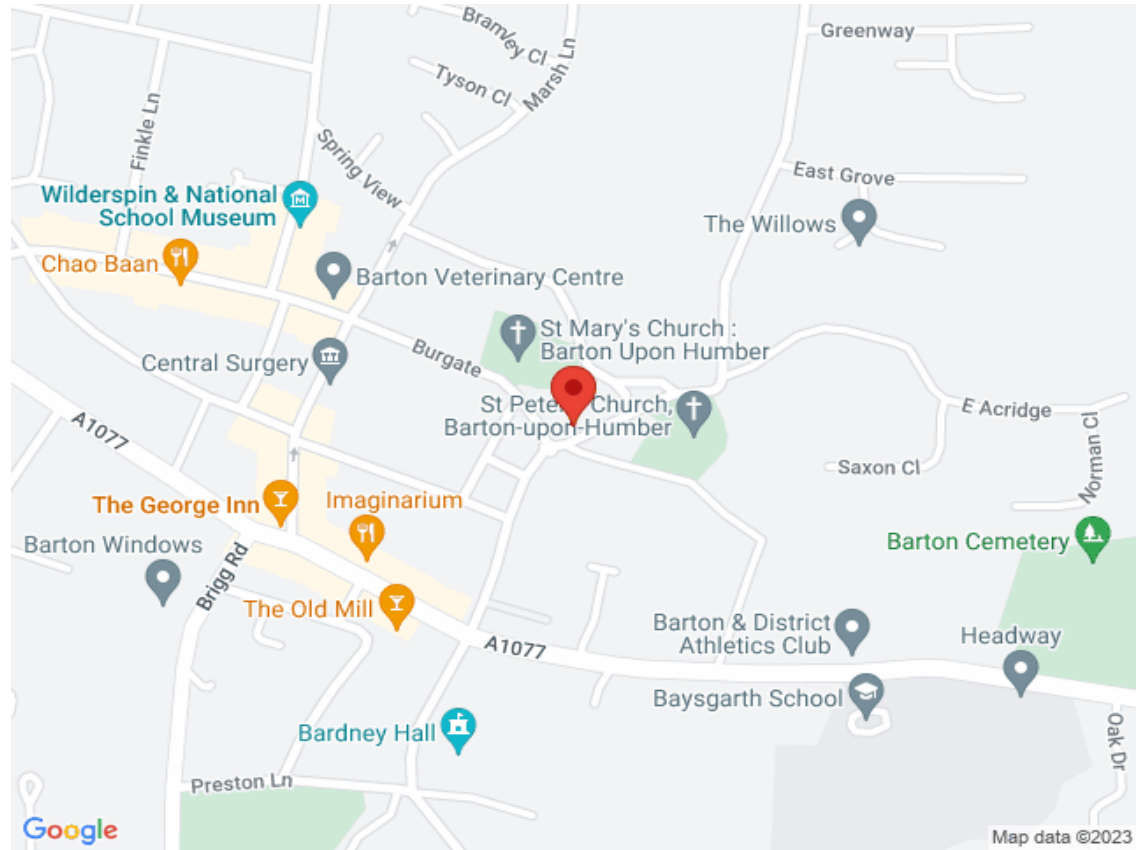 Bramley Cl
Greenway
Tyson Cl
Marsh Ln
Finkle Ln
Spring View
East Grove
Wilderspin & National
School Museum
The Willows
Chao Baan
Barton Veterinary Centre
St Mary's Church :
Barton Upon Humber
Burgate
Central Surgery
St Peter's Church,
Barton-upon-Humber
E Acridge
A1077
Norman Cl
Saxon Cl
The George Inn
Imaginarium
Barton Windows
Barton Cemetery
Brigg Rd
The Old Mill
A1077
Barton & District
Athletics Club
Headway
Baysgarth School
Bardney Hall
Oak Dr
Preston Ln
Google
Map data ©2023